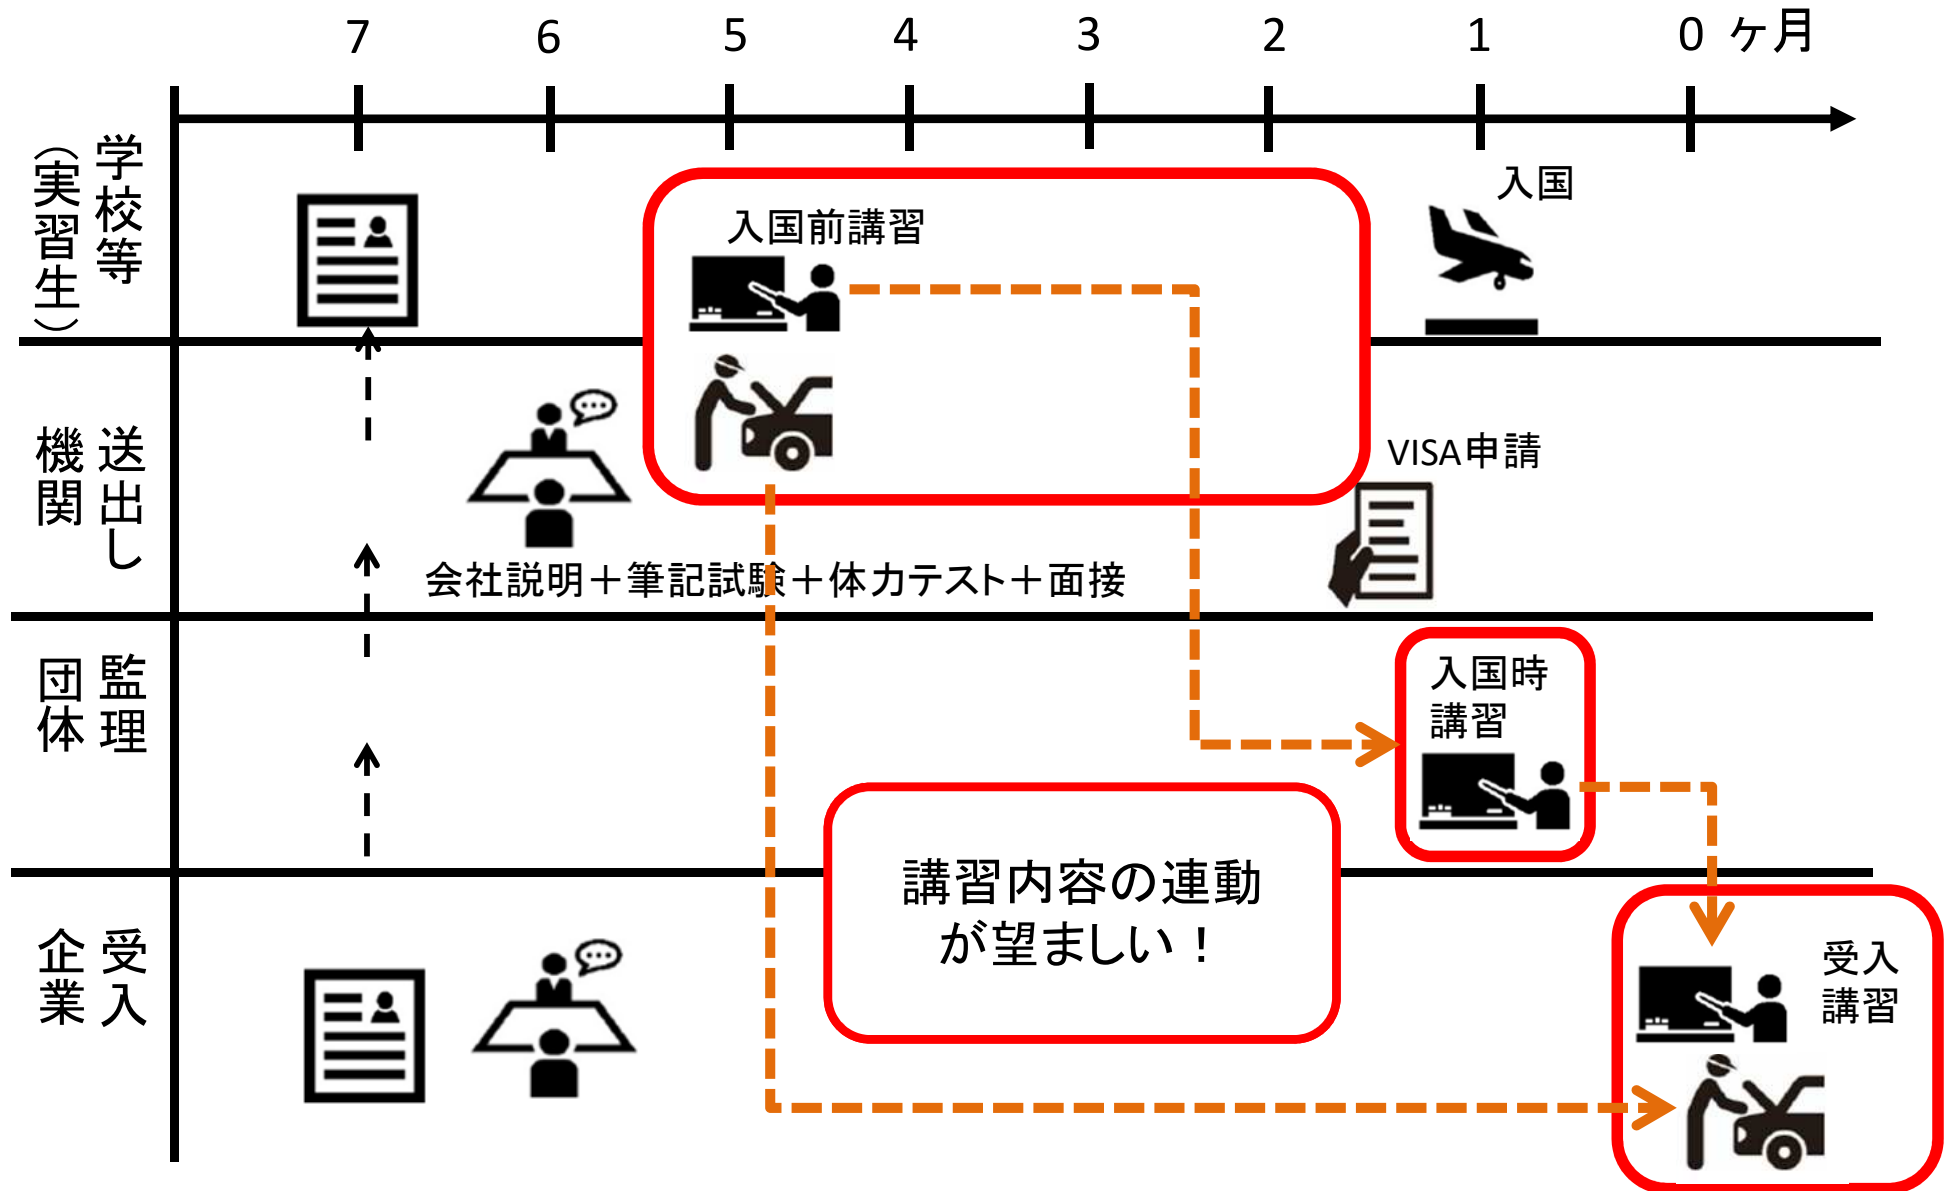 7 6 5 4 3 2 1 0 ヶ月
学校等
（実習生）
入国前講習
入国
送出し
機関
VISA申請
会社説明＋筆記試験＋体力テスト＋面接
監理
団体
入国時
講習
講習内容の連動
が望ましい！
受入
企業
受入
講習